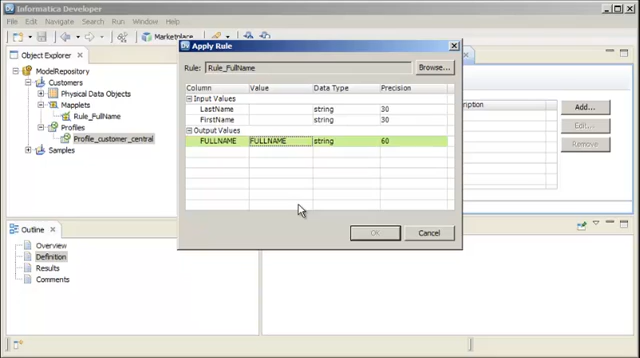 Informatica Developer
File Edit Navigate Search Run Window Help
Marketplace
Object Explorer
ModelRepository
Customers
Physical Data Objects
Mapplets
Rule_FullName
Profiles
Profile_customer_central
Samples
Apply Rule
Rule: Rule_FullName Browse...
Column Value Data Type Precision
Input Values
LastName string 30
FirstName string 30
Output Values
FULLNAME FULLNAME string 60
OK Cancel
Add...
Edit...
Remove
Outline
Overview
Definition
Results
Comments